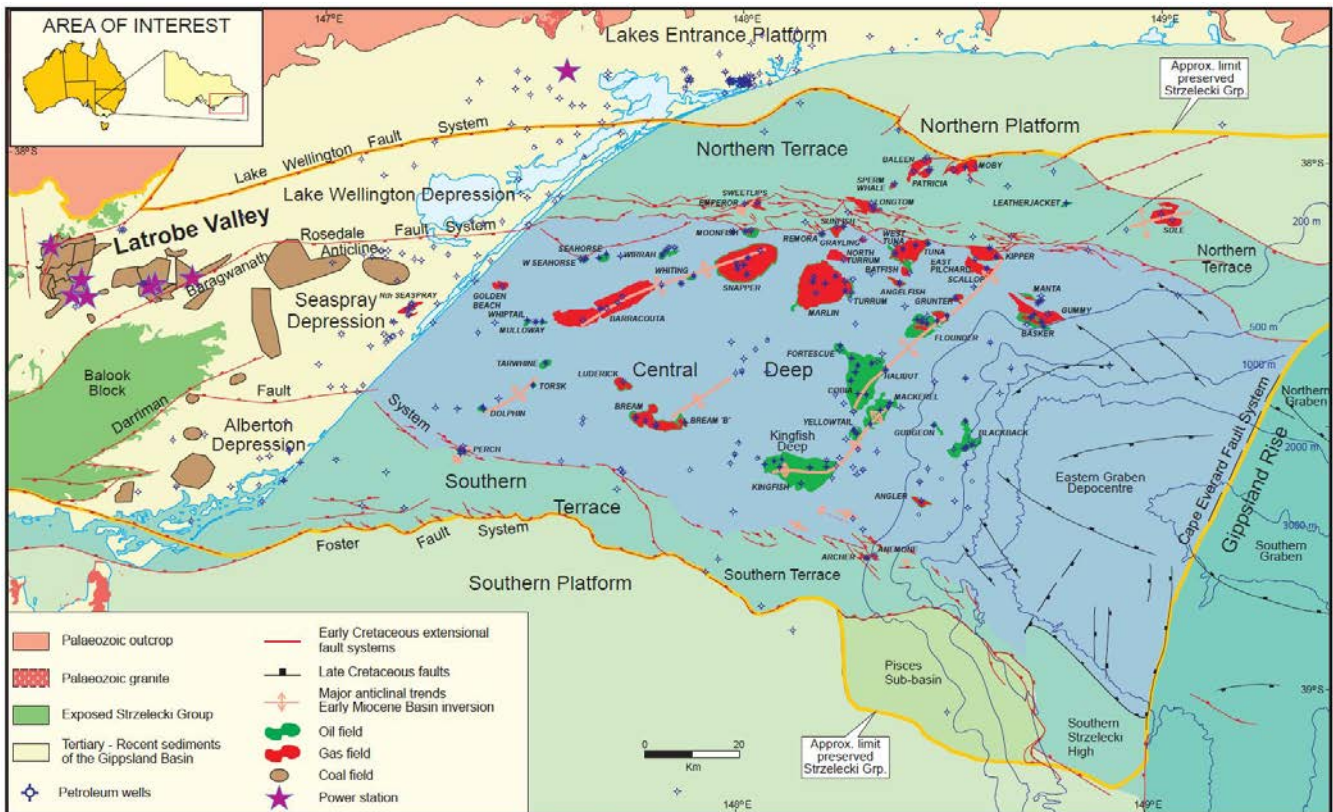 AREA OF INTEREST
147°E
148°E
149°E
38°S
38°S
Lakes Entrance Platform
Approx. limit
preserved
Strzelecki Grp.
Lake Wellington Fault System
Northern Platform
Northern Terrace
BALEEN
MOBY
PATRICIA
SPERM
WHALE
LEATHERJACKET
SWEETLIPS
EMPEROR
LONGTOM
200 m
SOLE
Lake Wellington Depression
Latrobe Valley
Rosedale Fault System
Anticline
Baragwanath
SUNFISH
MOONFISH
REMORA
GRAYLING
WEST
TUNA
TUNA
SEAHORSE
W SEAHORSE
WIRRAH
WHITING
NORTH
TURRUM
BATFISH
EAST
PILCHARD
KIPPER
SCALLOP
Northern
Terrace
SNAPPER
Seaspray
Depression
Nth SEASPRAY
GOLDEN
BEACH
WHIPTAIL
MULLOWAY
BARRACOUTA
MARLIN
TURRUM
ANGELFISH
GRUNTER
MANTA
GUMMY
BASKER
FLOUNDER
500 m
1000 m
Balook
Block
TARWHINE
TORSK
LUDERICK
Central Deep
FORTESCUE
HALIBUT
COBIA
MACKEREL
Northern
Graben
Darriman Fault System
DOLPHIN
BREAM
BREAM 'B'
YELLOWTAIL
GUDGEON
BLACKBACK
2000 m
Alberton
Depression
PERCH
Kingfish
Deep
KINGFISH
Eastern Graben
Depocentre
Cape Everard Fault System
Gippsland Rise
Southern
Terrace
ANGLER
3000 m
Southern
Graben
Foster Fault System
ARCHER
ANEMONE
Southern Terrace
Southern Platform
Pisces
Sub-basin
39°S
Southern
Strzelecki
High
Approx. limit
preserved
Strzelecki Grp.
0 20
Km
148°E
149°E
Palaeozoic outcrop
Palaeozoic granite
Exposed Strzelecki Group
Tertiary - Recent sediments
of the Gippsland Basin
Petroleum wells
Early Cretaceous extensional
fault systems
Late Cretaceous faults
Major anticlinal trends
Early Miocene Basin inversion
Oil field
Gas field
Coal field
Power station